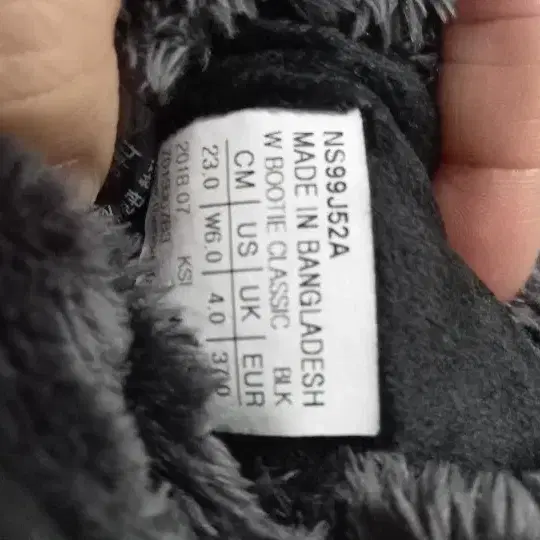 NS99J52A
MADE IN BANGLADESH
W BOOTIE CLASSIC BLK
CM US UK EUR
23.0 W6.0 4.0 37.0
2018.07 KSI